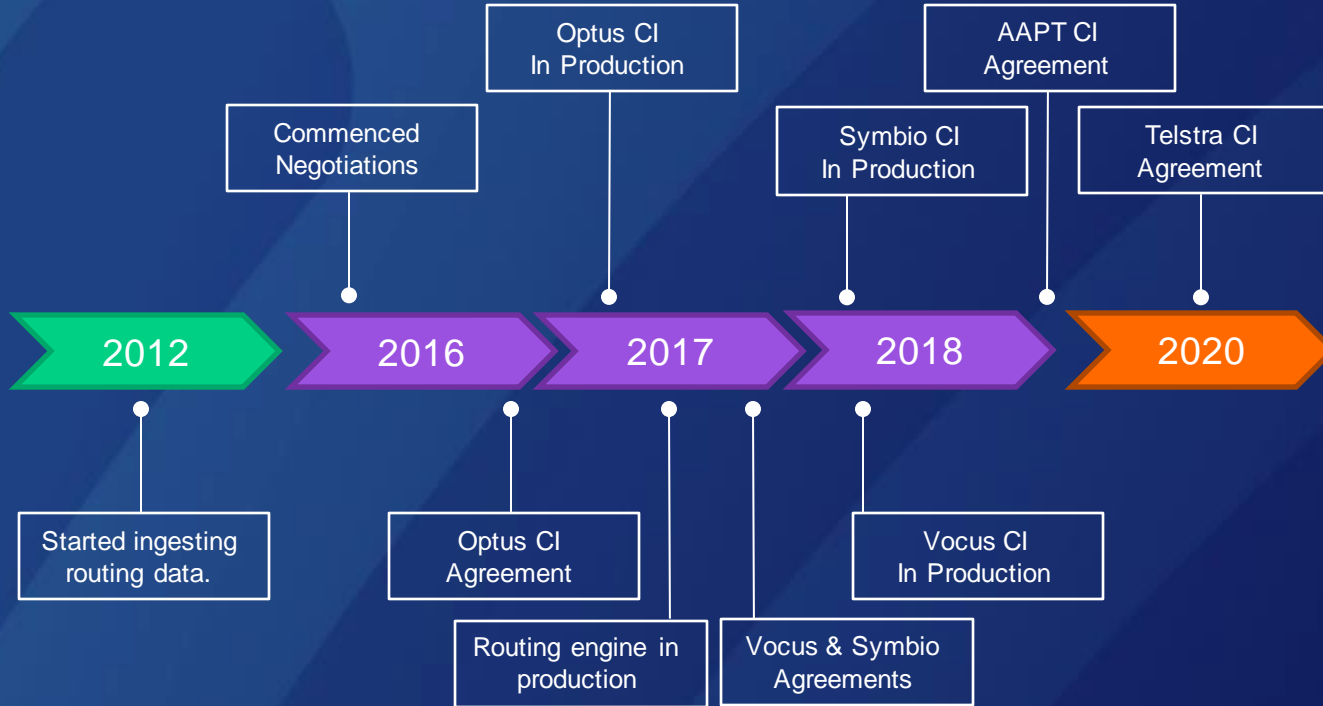 Optus CI
In Production
AAPT CI
Agreement
Commenced
Negotiations
Symbio CI
In Production
Telstra CI
Agreement
2012
2016
2017
2018
2020
Started ingesting
routing data.
Optus CI
Agreement
Vocus CI
In Production
Routing engine in
production
Vocus & Symbio
Agreements